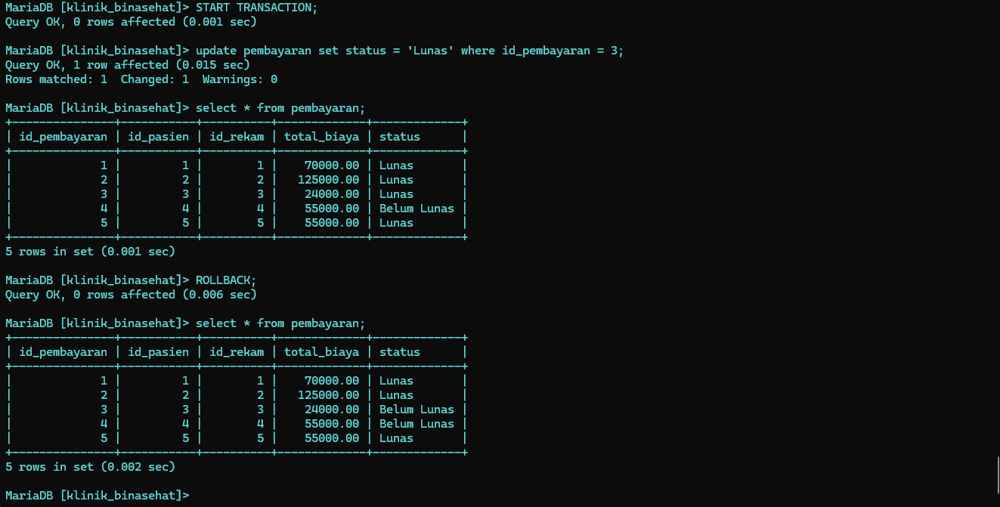 MariaDB [klinik_binasehat]> START TRANSACTION;
Query OK, 0 rows affected (0.001 sec)

MariaDB [klinik_binasehat]> update pembayaran set status = 'Lunas' where id_pembayaran = 3;
Query OK, 1 row affected (0.015 sec)
Rows matched: 1  Changed: 1  Warnings: 0

MariaDB [klinik_binasehat]> select * from pembayaran;
+---------------+-----------+----------+-------------+-------------+
| id_pembayaran | id_pasien | id_rekam | total_biaya | status      |
+---------------+-----------+----------+-------------+-------------+
|             1 |         1 |        1 |    70000.00 | Lunas       |
|             2 |         2 |        2 |   125000.00 | Lunas       |
|             3 |         3 |        3 |    24000.00 | Lunas       |
|             4 |         4 |        4 |    55000.00 | Belum Lunas |
|             5 |         5 |        5 |    55000.00 | Lunas       |
+---------------+-----------+----------+-------------+-------------+
5 rows in set (0.001 sec)

MariaDB [klinik_binasehat]> ROLLBACK;
Query OK, 0 rows affected (0.006 sec)

MariaDB [klinik_binasehat]> select * from pembayaran;
+---------------+-----------+----------+-------------+-------------+
| id_pembayaran | id_pasien | id_rekam | total_biaya | status      |
+---------------+-----------+----------+-------------+-------------+
|             1 |         1 |        1 |    70000.00 | Lunas       |
|             2 |         2 |        2 |   125000.00 | Lunas       |
|             3 |         3 |        3 |    24000.00 | Belum Lunas |
|             4 |         4 |        4 |    55000.00 | Belum Lunas |
|             5 |         5 |        5 |    55000.00 | Lunas       |
+---------------+-----------+----------+-------------+-------------+
5 rows in set (0.002 sec)

MariaDB [klinik_binasehat]>